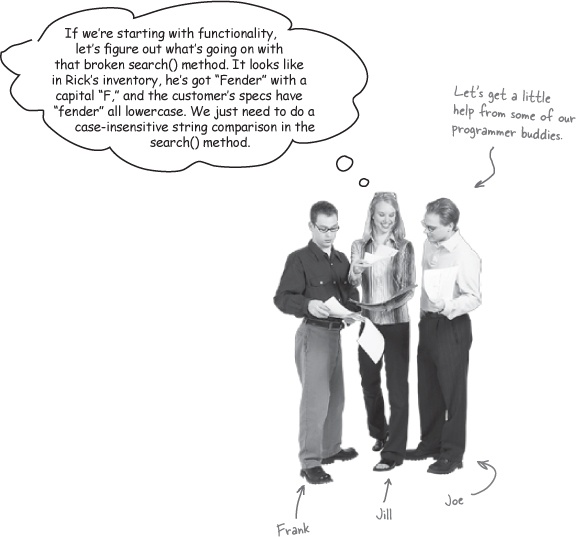 If we're starting with functionality,
let's figure out what's going on with
that broken search() method. It looks like
in Rick's inventory, he's got "Fender" with a
capital "F," and the customer's specs have
"fender" all lowercase. We just need to do a
case-insensitive string comparison in the
search() method.
Let's get a little
help from some of our
programmer buddies.
Frank
Jill
Joe